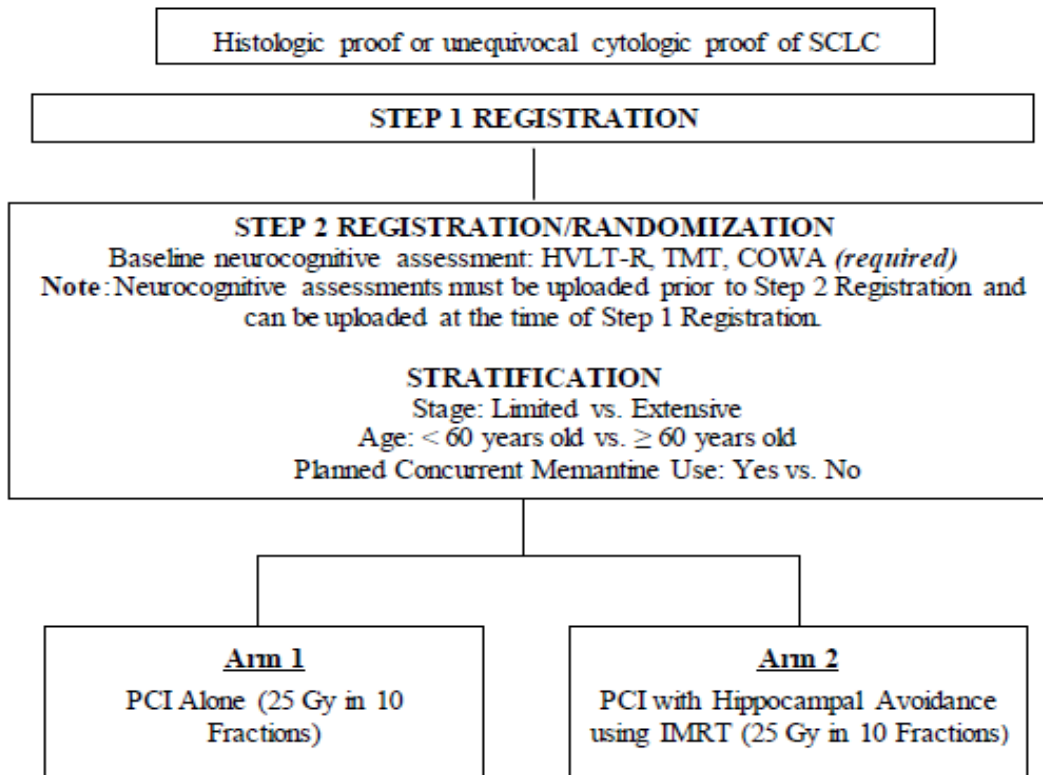 Histologic proof or unequivocal cytologic proof of SCLC
STEP 1 REGISTRATION
STEP 2 REGISTRATION/RANDOMIZATION
Baseline neurocognitive assessment: HVLT-R, TMT, COWA (required)
Note: Neurocognitive assessments must be uploaded prior to Step 2 Registration and
can be uploaded at the time of Step 1 Registration.
STRATIFICATION
Stage: Limited vs. Extensive
Age: < 60 years old vs. ≥ 60 years old
Planned Concurrent Memantine Use: Yes vs. No
Arm 1
PCI Alone (25 Gy in 10
Fractions)
Arm 2
PCI with Hippocampal Avoidance
using IMRT (25 Gy in 10 Fractions)